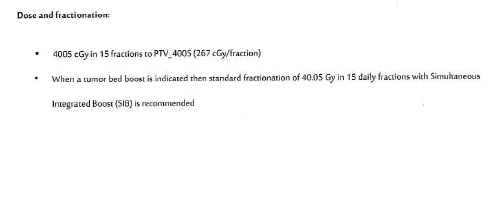 Dose and fractionation:
• 4005 cGy in 15 fractions to PTV_4005 (267 cGy/fraction)
• When a tumor bed boost is indicated then standard fractionation of 40.05 Gy in 15 daily fractions with Simultaneous
Integrated Boost (SIB) is recommended